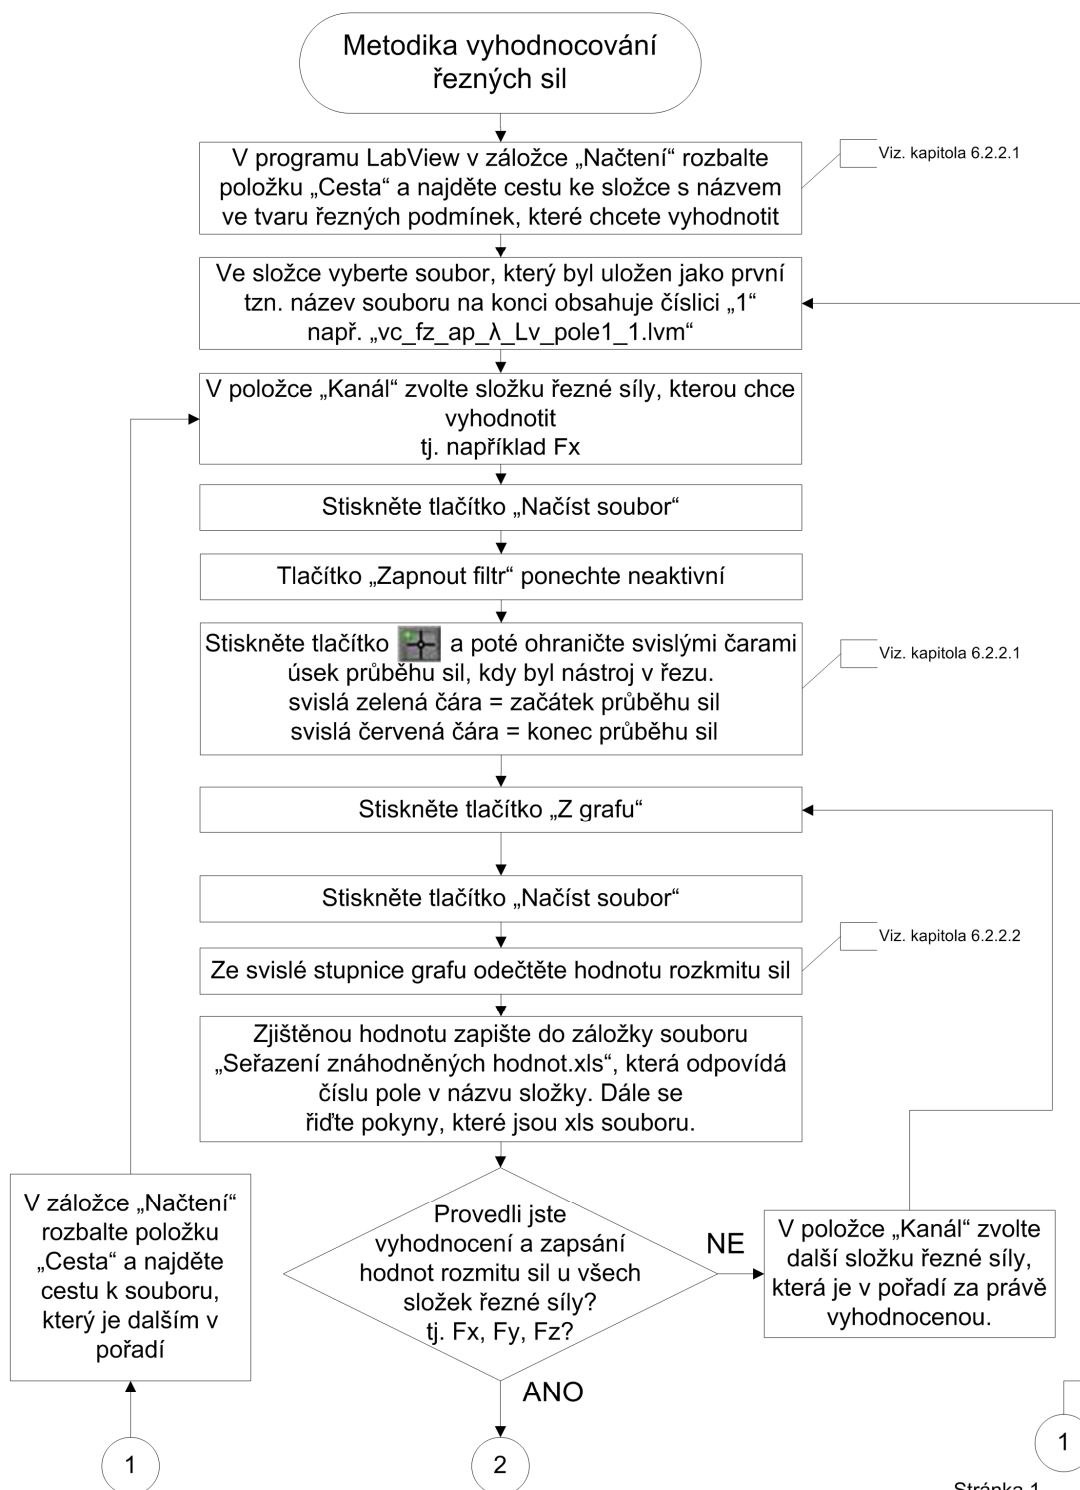 Metodika vyhodnocování
řezných sil
V programu LabView v záložce „Načtení“ rozbalte
položku „Cesta“ a najděte cestu ke složce s názvem
ve tvaru řezných podmínek, které chcete vyhodnotit
Viz. kapitola 6.2.2.1
Ve složce vyberte soubor, který byl uložen jako první
tzn. název souboru na konci obsahuje číslici „1“
např. „vc_fz_ap_λ_Lv_pole1_1.lvm“
V položce „Kanál“ zvolte složku řezné síly, kterou chce
vyhodnotit
tj. například Fx
Stiskněte tlačítko „Načíst soubor“
Tlačítko „Zapnout filtr“ ponechte neaktivní
Stiskněte tlačítko a poté ohraničte svislými čarami
úsek průběhu sil, kdy byl nástroj v řezu.
svislá zelená čára = začátek průběhu sil
svislá červená čára = konec průběhu sil
Viz. kapitola 6.2.2.1
Stiskněte tlačítko „Z grafu“
Stiskněte tlačítko „Načíst soubor“
Ze svislé stupnice grafu odečtěte hodnotu rozkmitu sil
Viz. kapitola 6.2.2.2
Zjištěnou hodnotu zapište do záložky souboru
„Seřazení znáhodněných hodnot.xls“, která odpovídá
číslu pole v názvu složky. Dále se
řiďte pokyny, které jsou xls souboru.
V záložce „Načtení“
rozbalte položku
„Cesta“ a najděte
cestu k souboru,
který je dalším v
pořadí
Provedli jste
vyhodnocení a zapsání
hodnot rozmitu sil u všech
složek řezné síly?
tj. Fx, Fy, Fz?
NE
V položce „Kanál“ zvolte
další složku řezné síly,
která je v pořadí za právě
vyhodnocenou.
ANO
1
2
1
Stránka 1